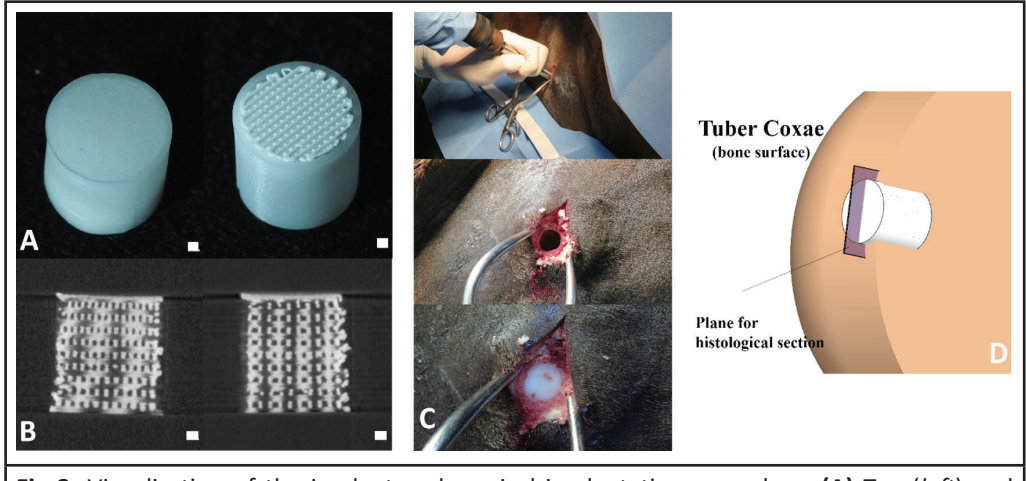 A
B
C
Tuber Coxae
(bone surface)
Plane for
histological section
D